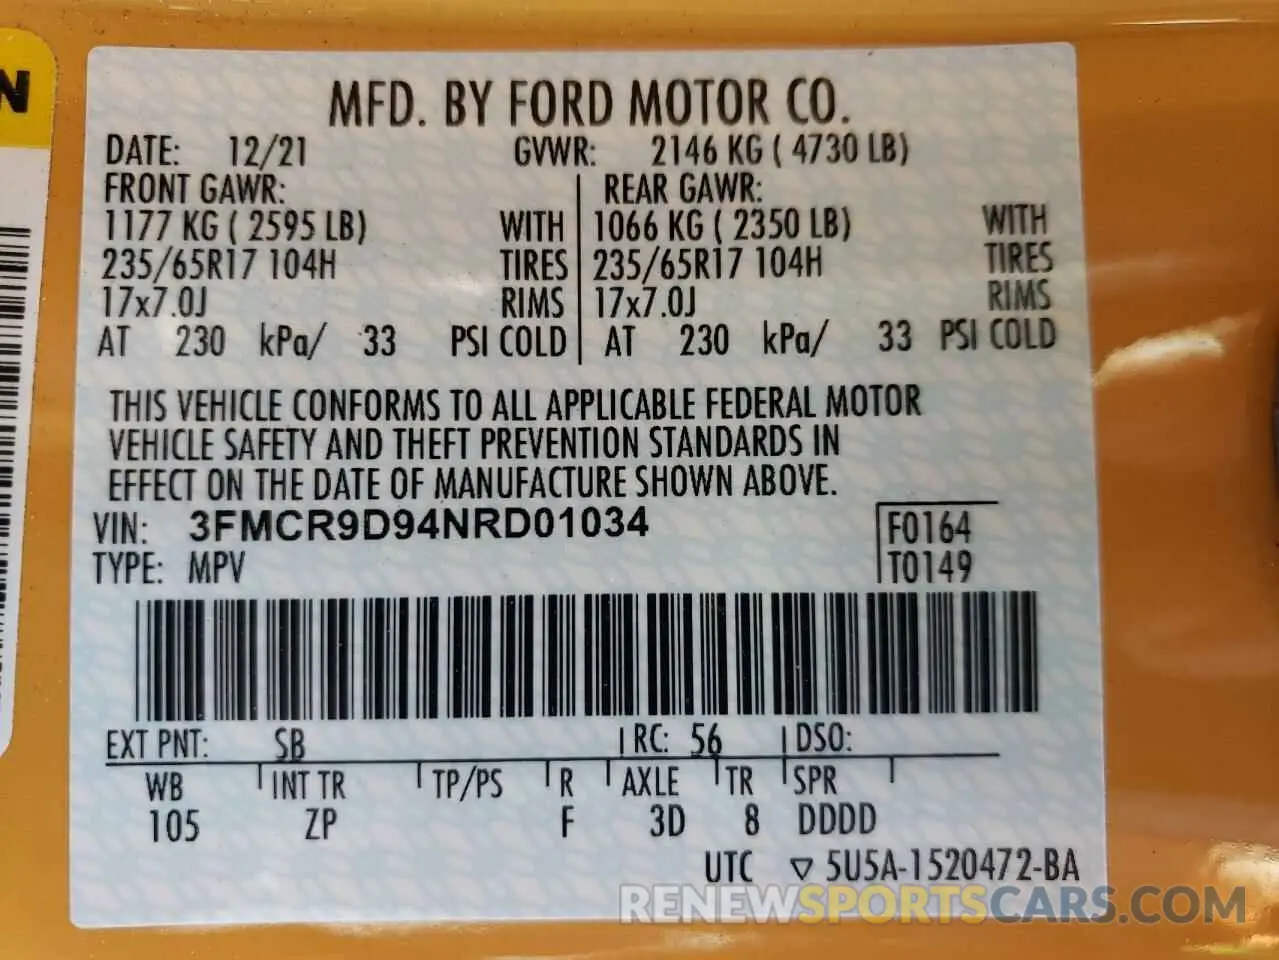 N
MFD. BY FORD MOTOR CO.
DATE: 12/21 GVWR: 2146 KG ( 4730 LB)
FRONT GAWR: REAR GAWR:
1177 KG ( 2595 LB) WITH 1066 KG ( 2350 LB) WITH
235/65R17 104H TIRES 235/65R17 104H TIRES
17x7.0J RIMS 17x7.0J RIMS
AT 230 kPa/ 33 PSI COLD AT 230 kPa/ 33 PSI COLD
THIS VEHICLE CONFORMS TO ALL APPLICABLE FEDERAL MOTOR
VEHICLE SAFETY AND THEFT PREVENTION STANDARDS IN
EFFECT ON THE DATE OF MANUFACTURE SHOWN ABOVE.
VIN: 3FMCR9D94NRD01034 F0164
TYPE: MPV T0149
EXT PNT: SB RC: 56 DSO:
WB INT TR TP/PS R AXLE TR SPR
105 ZP F 3D 8 DDDD
UTC ▽ 5U5A-1520472-BA
RENEWSPORTSCARS.COM